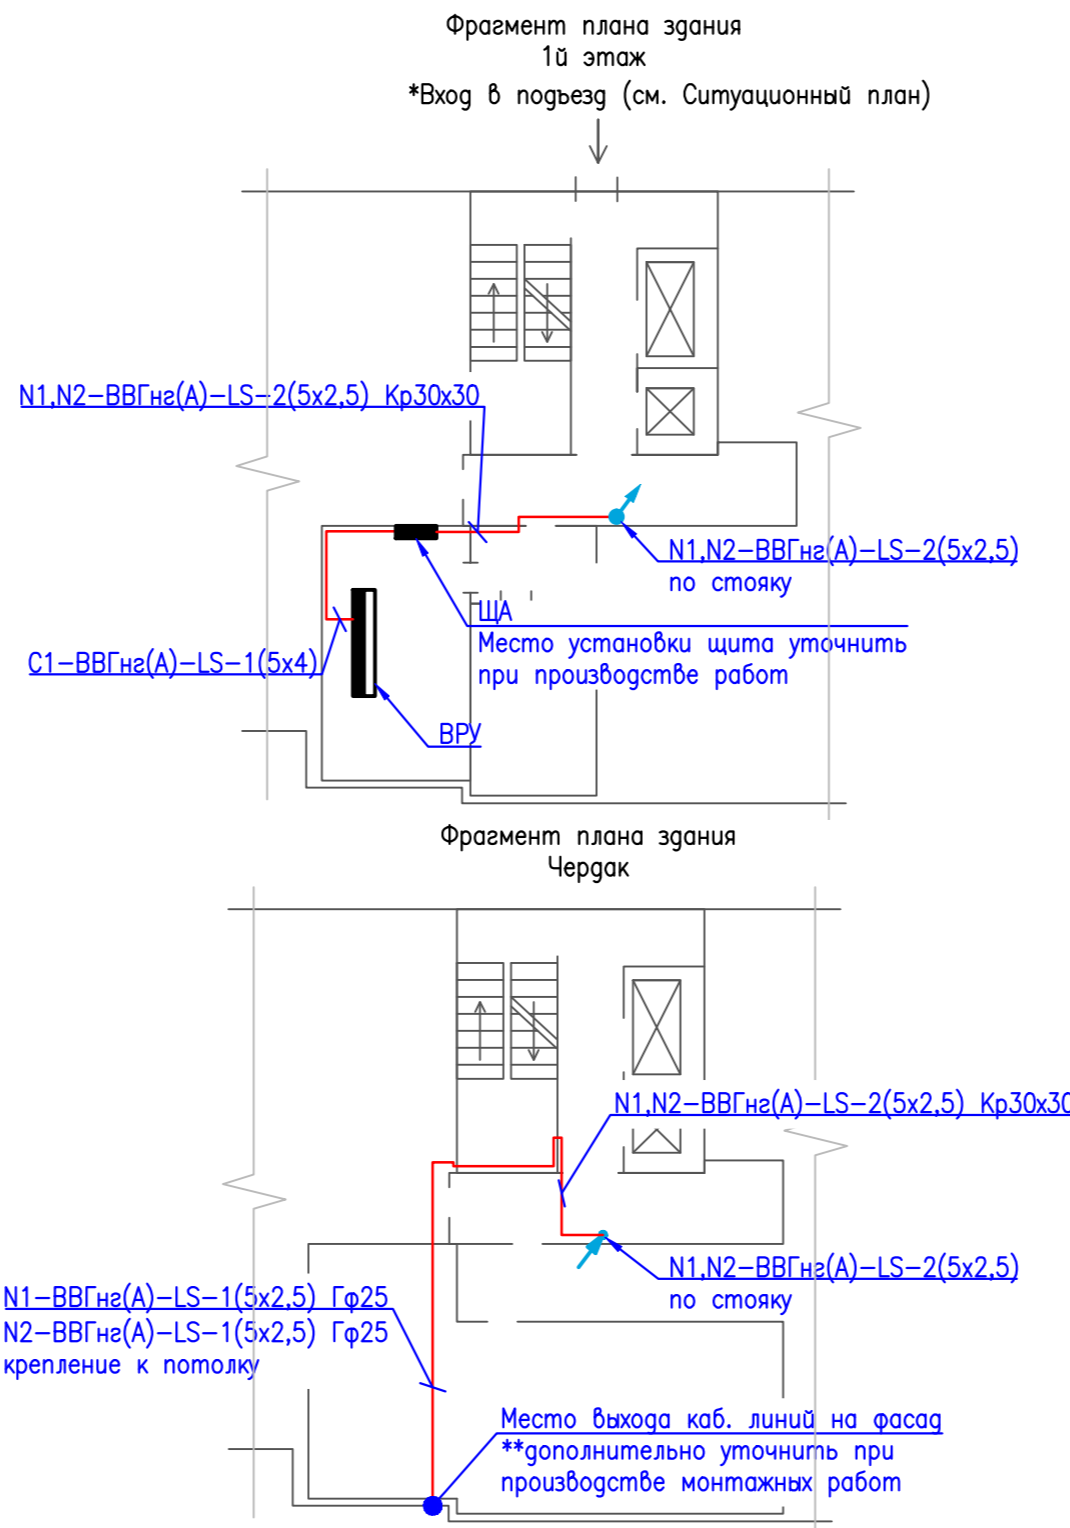 Фрагмент плана здания
1й этаж
*Вход в подъезд (см. Ситуационный план)
N1,N2-ВВГнг(А)-LS-2(5х2,5) Кр30х30
N1,N2-ВВГнг(А)-LS-2(5х2,5)
по стояку
ЩА
Место установки щита уточнить
при производстве работ
С1-ВВГнг(А)-LS-1(5х4)
ВРУ
Фрагмент плана здания
Чердак
N1,N2-ВВГнг(А)-LS-2(5х2,5) Кр30х30
N1,N2-ВВГнг(А)-LS-2(5х2,5)
по стояку
N1-ВВГнг(А)-LS-1(5х2,5) Гф25
N2-ВВГнг(А)-LS-1(5х2,5) Гф25
крепление к потолку
Место выхода каб. линий на фасад
**дополнительно уточнить при
производстве монтажных работ